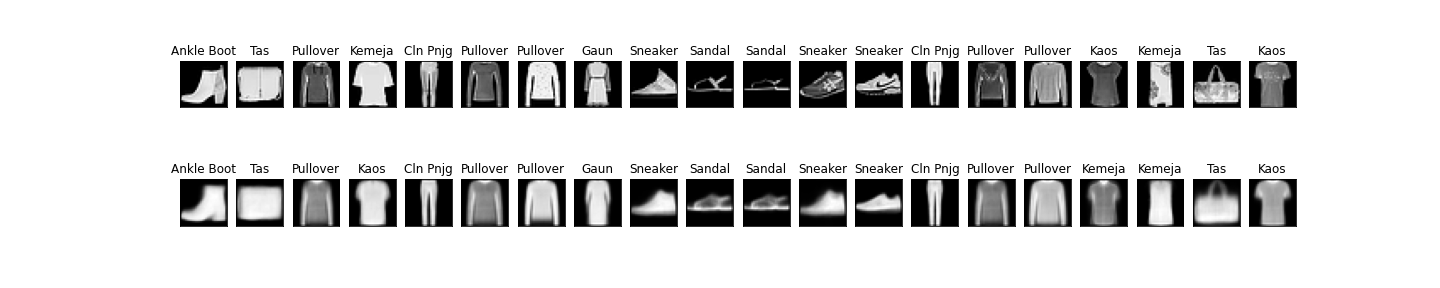 Ankle Boot Tas Pullover Kemeja Cln Pnjg Pullover Pullover Gaun Sneaker Sandal Sandal Sneaker Sneaker Cln Pnjg Pullover Pullover Kaos Kemeja Tas Kaos
Ankle Boot Tas Pullover Kaos Cln Pnjg Pullover Pullover Gaun Sneaker Sandal Sandal Sneaker Sneaker Cln Pnjg Pullover Pullover Kemeja Kemeja Tas Kaos